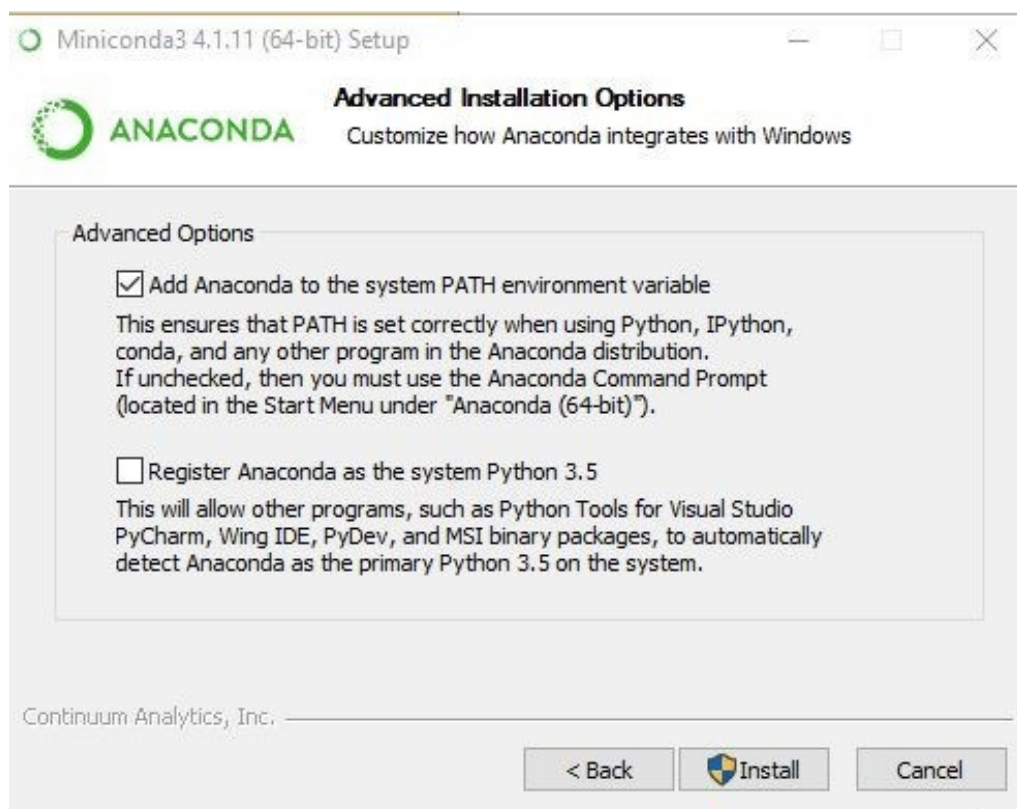 Miniconda3 4.1.11 (64-bit) Setup
ANACONDA
Advanced Installation Options
Customize how Anaconda integrates with Windows
Advanced Options
Add Anaconda to the system PATH environment variable
This ensures that PATH is set correctly when using Python, IPython,
conda, and any other program in the Anaconda distribution.
If unchecked, then you must use the Anaconda Command Prompt
(located in the Start Menu under "Anaconda (64-bit)").
Register Anaconda as the system Python 3.5
This will allow other programs, such as Python Tools for Visual Studio
PyCharm, Wing IDE, PyDev, and MSI binary packages, to automatically
detect Anaconda as the primary Python 3.5 on the system.
Continuum Analytics, Inc.
< Back Install Cancel